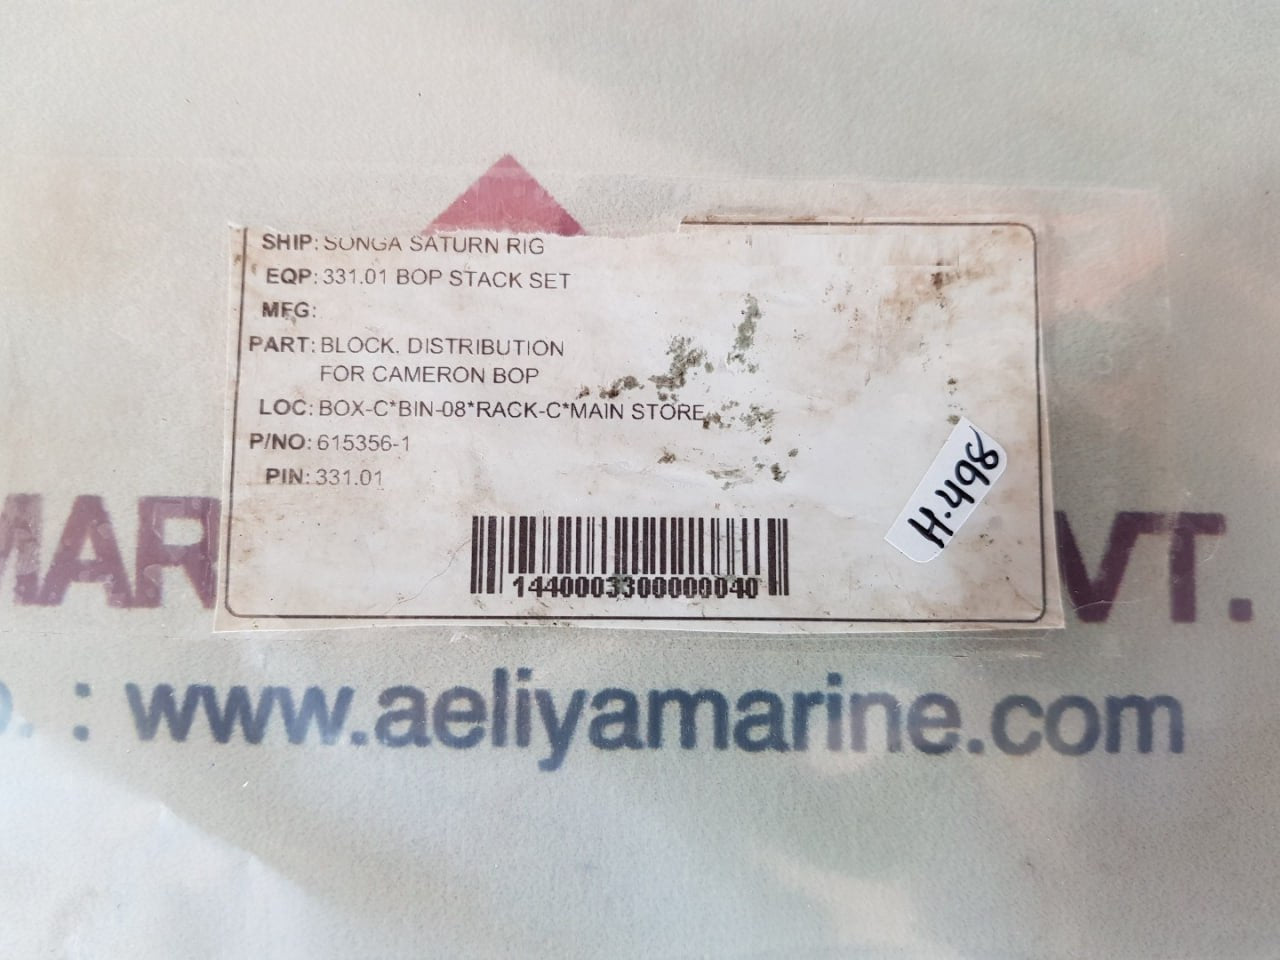 SHIP: SONGA SATURN RIG
EQP: 331.01 BOP STACK SET
MFG:
PART: BLOCK. DISTRIBUTION
FOR CAMERON BOP
LOC: BOX-C*BIN-08*RACK-C*MAIN STORE
P/NO: 615356-1
PIN: 331.01
H.498
1440003300000040
MAR VT.
: www.aeliyamarine.com